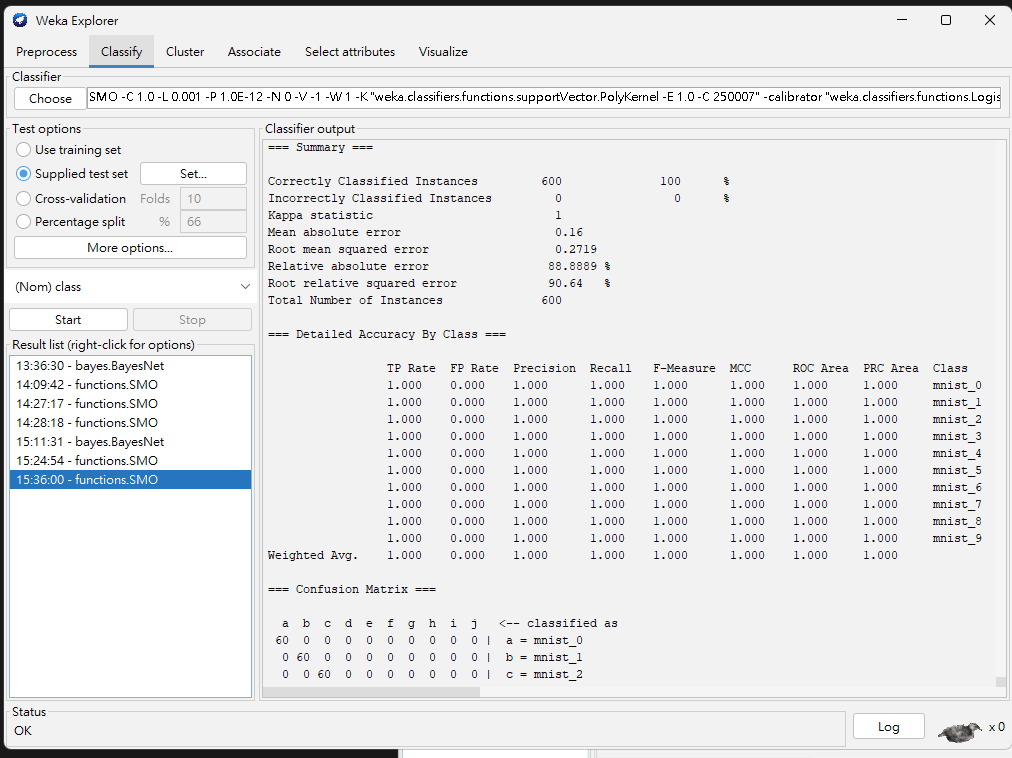 Weka Explorer
Preprocess Classify Cluster Associate Select attributes Visualize
Classifier
Choose SMO -C 1.0 -L 0.001 -P 1.0E-12 -N 0 -V -1 -W 1 -K "weka.classifiers.functions.supportVector.PolyKernel -E 1.0 -C 250007" -calibrator "weka.classifiers.functions.Logis
Test options
Use training set
Supplied test set Set...
Cross-validation Folds 10
Percentage split % 66
More options...
(Nom) class
Start Stop
Result list (right-click for options)
13:36:30 - bayes.BayesNet
14:09:42 - functions.SMO
14:27:17 - functions.SMO
14:28:18 - functions.SMO
15:11:31 - bayes.BayesNet
15:24:54 - functions.SMO
15:36:00 - functions.SMO
Classifier output
=== Summary ===
Correctly Classified Instances 600 100 %
Incorrectly Classified Instances 0 0 %
Kappa statistic 1
Mean absolute error 0.16
Root mean squared error 0.2719
Relative absolute error 88.8889 %
Root relative squared error 90.64 %
Total Number of Instances 600
=== Detailed Accuracy By Class ===
TP Rate FP Rate Precision Recall F-Measure MCC ROC Area PRC Area Class
1.000 0.000 1.000 1.000 1.000 1.000 1.000 1.000 mnist_0
1.000 0.000 1.000 1.000 1.000 1.000 1.000 1.000 mnist_1
1.000 0.000 1.000 1.000 1.000 1.000 1.000 1.000 mnist_2
1.000 0.000 1.000 1.000 1.000 1.000 1.000 1.000 mnist_3
1.000 0.000 1.000 1.000 1.000 1.000 1.000 1.000 mnist_4
1.000 0.000 1.000 1.000 1.000 1.000 1.000 1.000 mnist_5
1.000 0.000 1.000 1.000 1.000 1.000 1.000 1.000 mnist_6
1.000 0.000 1.000 1.000 1.000 1.000 1.000 1.000 mnist_7
1.000 0.000 1.000 1.000 1.000 1.000 1.000 1.000 mnist_8
1.000 0.000 1.000 1.000 1.000 1.000 1.000 1.000 mnist_9
Weighted Avg. 1.000 0.000 1.000 1.000 1.000 1.000 1.000 1.000
=== Confusion Matrix ===
a b c d e f g h i j <-- classified as
60 0 0 0 0 0 0 0 0 0 | a = mnist_0
0 60 0 0 0 0 0 0 0 0 | b = mnist_1
0 0 60 0 0 0 0 0 0 0 | c = mnist_2
Status
OK
Log
x 0